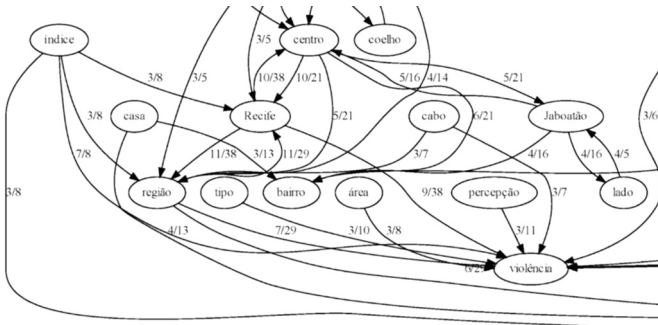 indice
centro
coelho
3/5
3/8
3/5
10/38
10/21
5/16
4/14
5/21
3/6
3/8
casa
Recife
5/21
cabo
6/21
Jaboatão
7/8
11/38
3/13
11/29
3/7
4/16
4/16
4/5
3/8
região
tipo
bairro
área
9/38
percepção
3/7
lado
4/13
7/29
3/10
3/8
3/11
6/29
violência